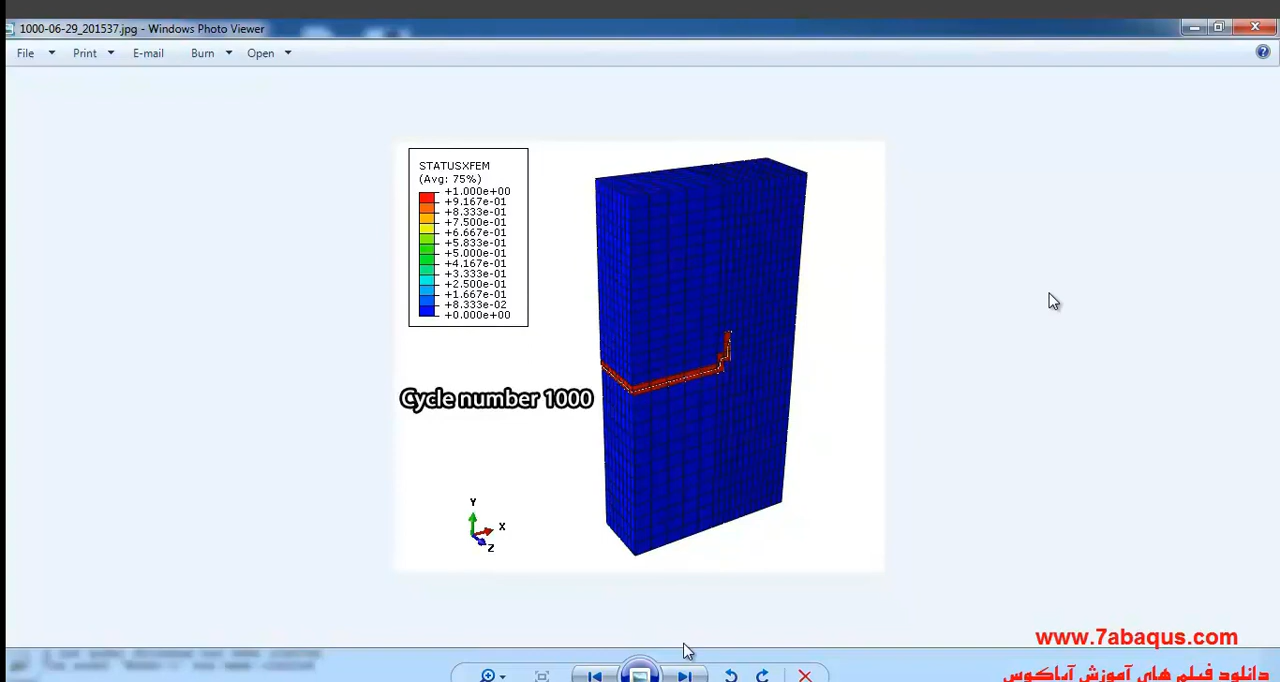 1000-06-29_201537.jpg - Windows Photo Viewer
File Print E-mail Burn Open
STATUSXFEM
(Avg: 75%)
+1.000e+00
+9.167e-01
+8.333e-01
+7.500e-01
+6.667e-01
+5.833e-01
+5.000e-01
+4.167e-01
+3.333e-01
+2.500e-01
+1.667e-01
+8.333e-02
+0.000e+00
Cycle number 1000
Y
X
Z
www.7abaqus.com
دانلود فیلم های آموزش آباکوس